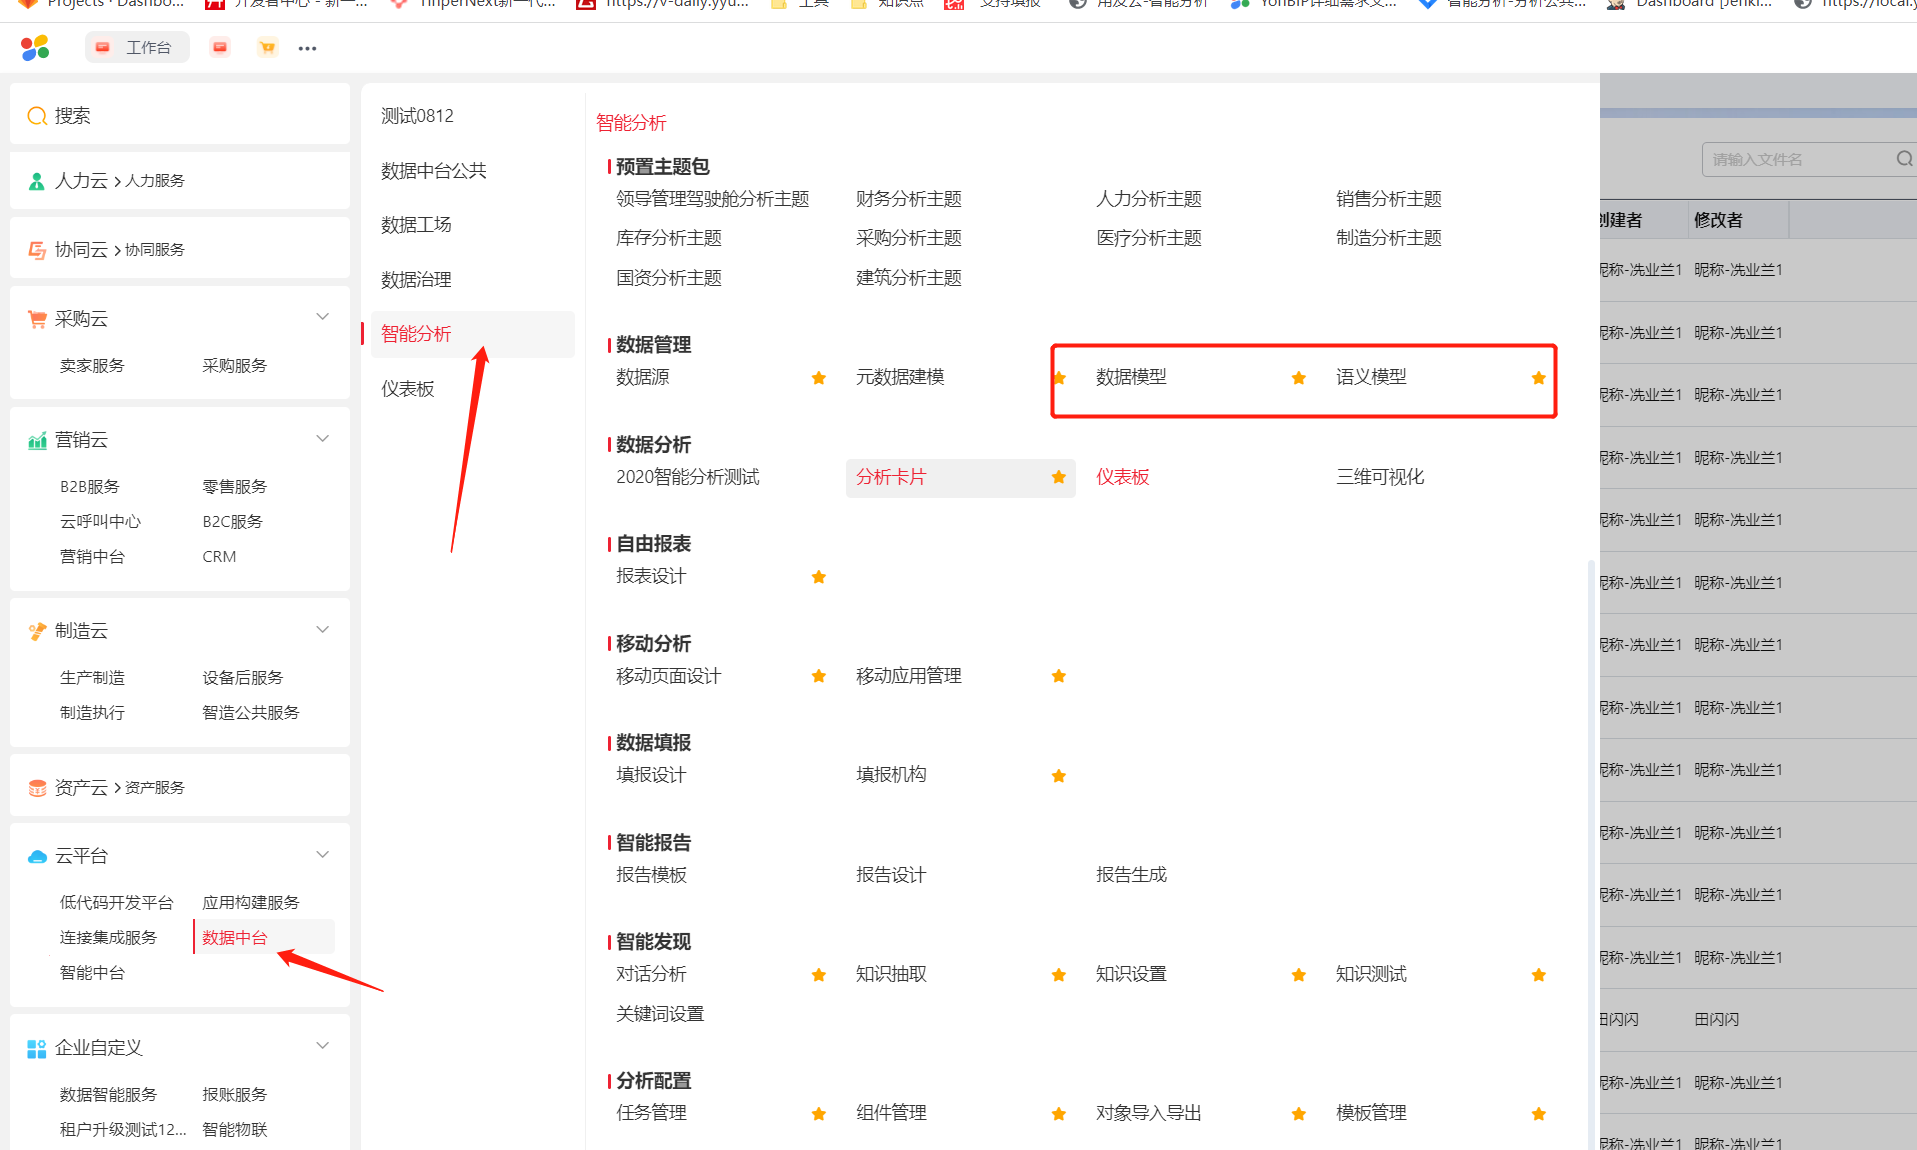 Projects · Dashbo...
开发者中心 - 新一...
TinperNext新一代...
https://v-daily.yyu...
工具
知识点
支持填报
用友云-智能分析
YonBIP详细需求文...
智能分析-分析公共...
Dashboard [Jenki...
https://local.y
工作台
搜索
人力云 > 人力服务
协同云 > 协同服务
采购云
卖家服务 采购服务
营销云
B2B服务 零售服务
云呼叫中心 B2C服务
营销中台 CRM
制造云
生产制造 设备后服务
制造执行 智造公共服务
资产云 > 资产服务
云平台
低代码开发平台 应用构建服务
连接集成服务 数据中台
智能中台
企业自定义
数据智能服务 报账服务
租户升级测试12... 智能物联
测试0812
数据中台公共
数据工场
数据治理
智能分析
仪表板
智能分析
预置主题包
领导管理驾驶舱分析主题 财务分析主题 人力分析主题 销售分析主题
库存分析主题 采购分析主题 医疗分析主题 制造分析主题
国资分析主题 建筑分析主题
数据管理
数据源 元数据建模 数据模型 语义模型
数据分析
2020智能分析测试 分析卡片 仪表板 三维可视化
自由报表
报表设计
移动分析
移动页面设计 移动应用管理
数据填报
填报设计 填报机构
智能报告
报告模板 报告设计 报告生成
智能发现
对话分析 知识抽取 知识设置 知识测试
关键词设置
分析配置
任务管理 组件管理 对象导入导出 模板管理
请输入文件名
创建者 修改者
昵称-冼业兰1 昵称-冼业兰1
昵称-冼业兰1 昵称-冼业兰1
昵称-冼业兰1 昵称-冼业兰1
昵称-冼业兰1 昵称-冼业兰1
昵称-冼业兰1 昵称-冼业兰1
昵称-冼业兰1 昵称-冼业兰1
昵称-冼业兰1 昵称-冼业兰1
昵称-冼业兰1 昵称-冼业兰1
昵称-冼业兰1 昵称-冼业兰1
昵称-冼业兰1 昵称-冼业兰1
昵称-冼业兰1 昵称-冼业兰1
昵称-冼业兰1 昵称-冼业兰1
田闪闪 田闪闪
昵称-冼业兰1 昵称-冼业兰1
昵称-冼业兰1 昵称-冼业兰1